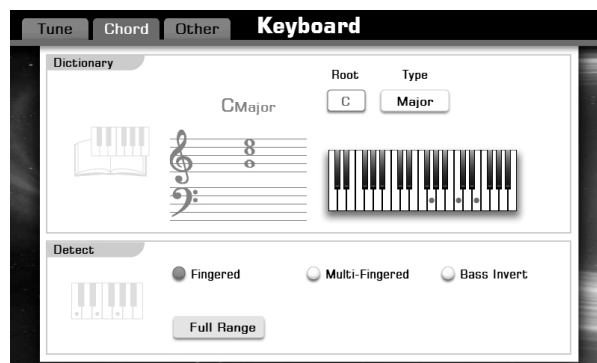 Tune Chord Other Keyboard
Dictionary
Root Type
CMajor
C Major
Detect
Fingered Multi-Fingered Bass Invert
Full Range